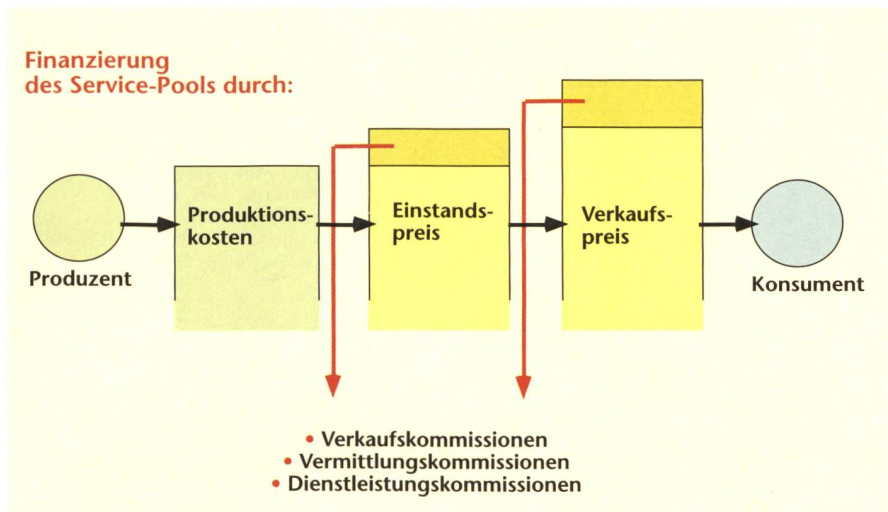 Finanzierung
des Service-Pools durch:
Produzent
Produktions-
kosten
Einstands-
preis
Verkaufs-
preis
Konsument
• Verkaufskommissionen
• Vermittlungskommissionen
• Dienstleistungskommissionen